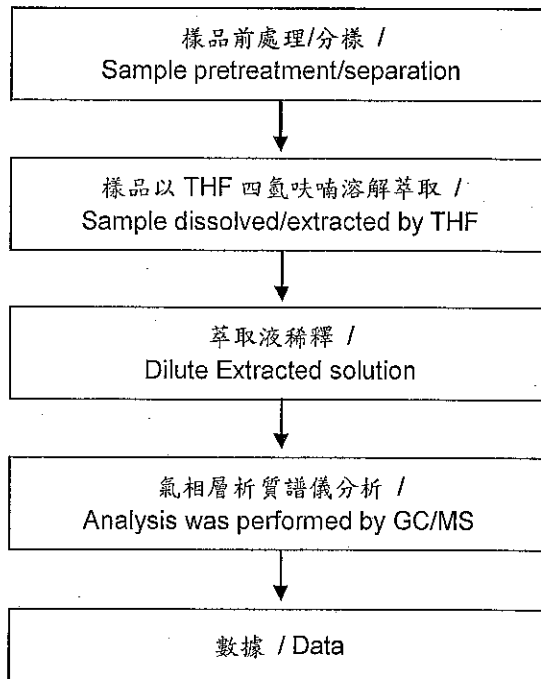 樣品前處理/分樣 /
Sample pretreatment/separation
樣品以 THF 四氫呋喃溶解萃取 /
Sample dissolved/extracted by THF
萃取液稀釋 /
Dilute Extracted solution
氣相層析質譜儀分析 /
Analysis was performed by GC/MS
數據 / Data